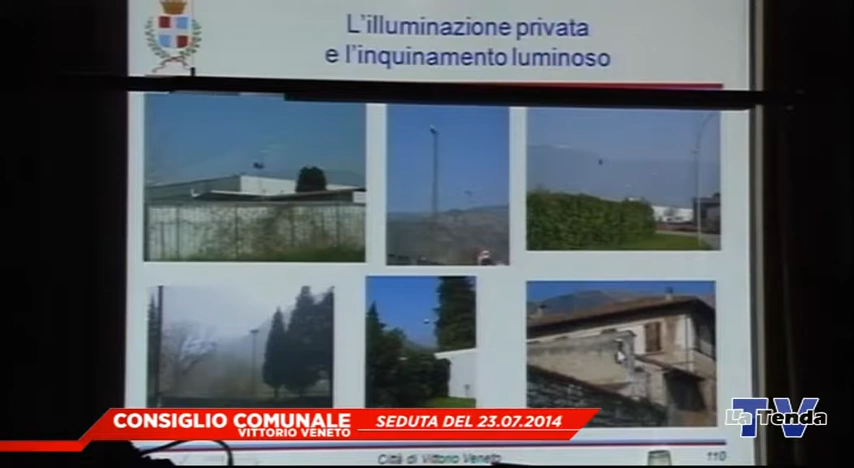 L'illuminazione privata
e l'inquinamento luminoso
CONSIGLIO COMUNALE
VITTORIO VENETO
SEDUTA DEL 23.07.2014
La Tenda
TV
Città di Vittorio Veneto
110